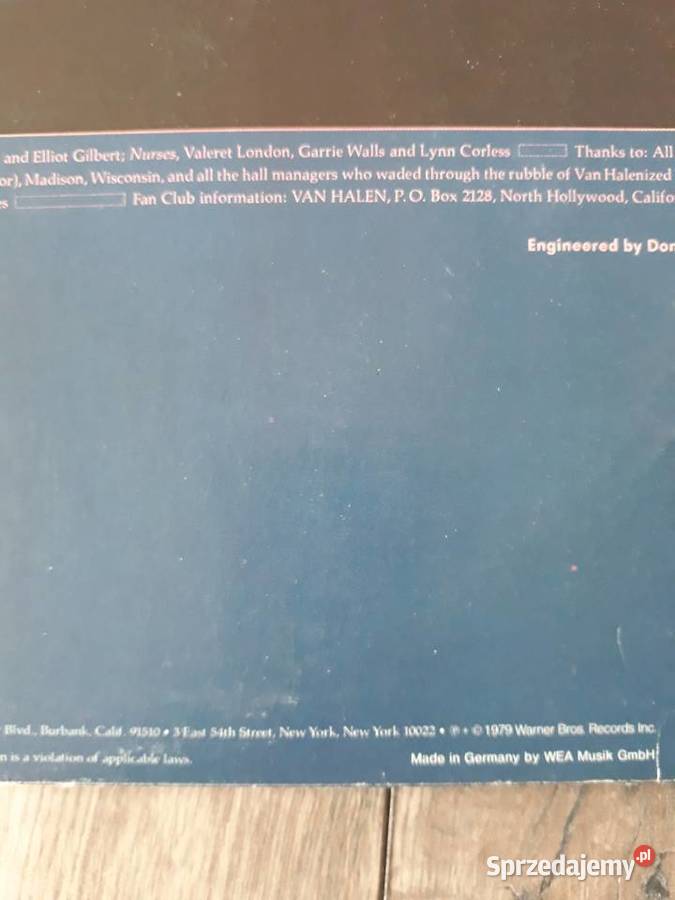 and Elliot Gilbert; Nurses, Valeret London, Garrie Walls and Lynn Corless Thanks to: All
or), Madison, Wisconsin, and all the hall managers who waded through the rubble of Van Halenized
es Fan Club information: VAN HALEN, P.O. Box 2128, North Hollywood, Califo
Engineered by Don
Blvd., Burbank, Calif. 91510 • 3 East 54th Street, New York, New York 10022 • ℗ • © 1979 Warner Bros. Records Inc.
n is a violation of applicable laws.
Made in Germany by WEA Musik GmbH
Sprzedajemy.pl